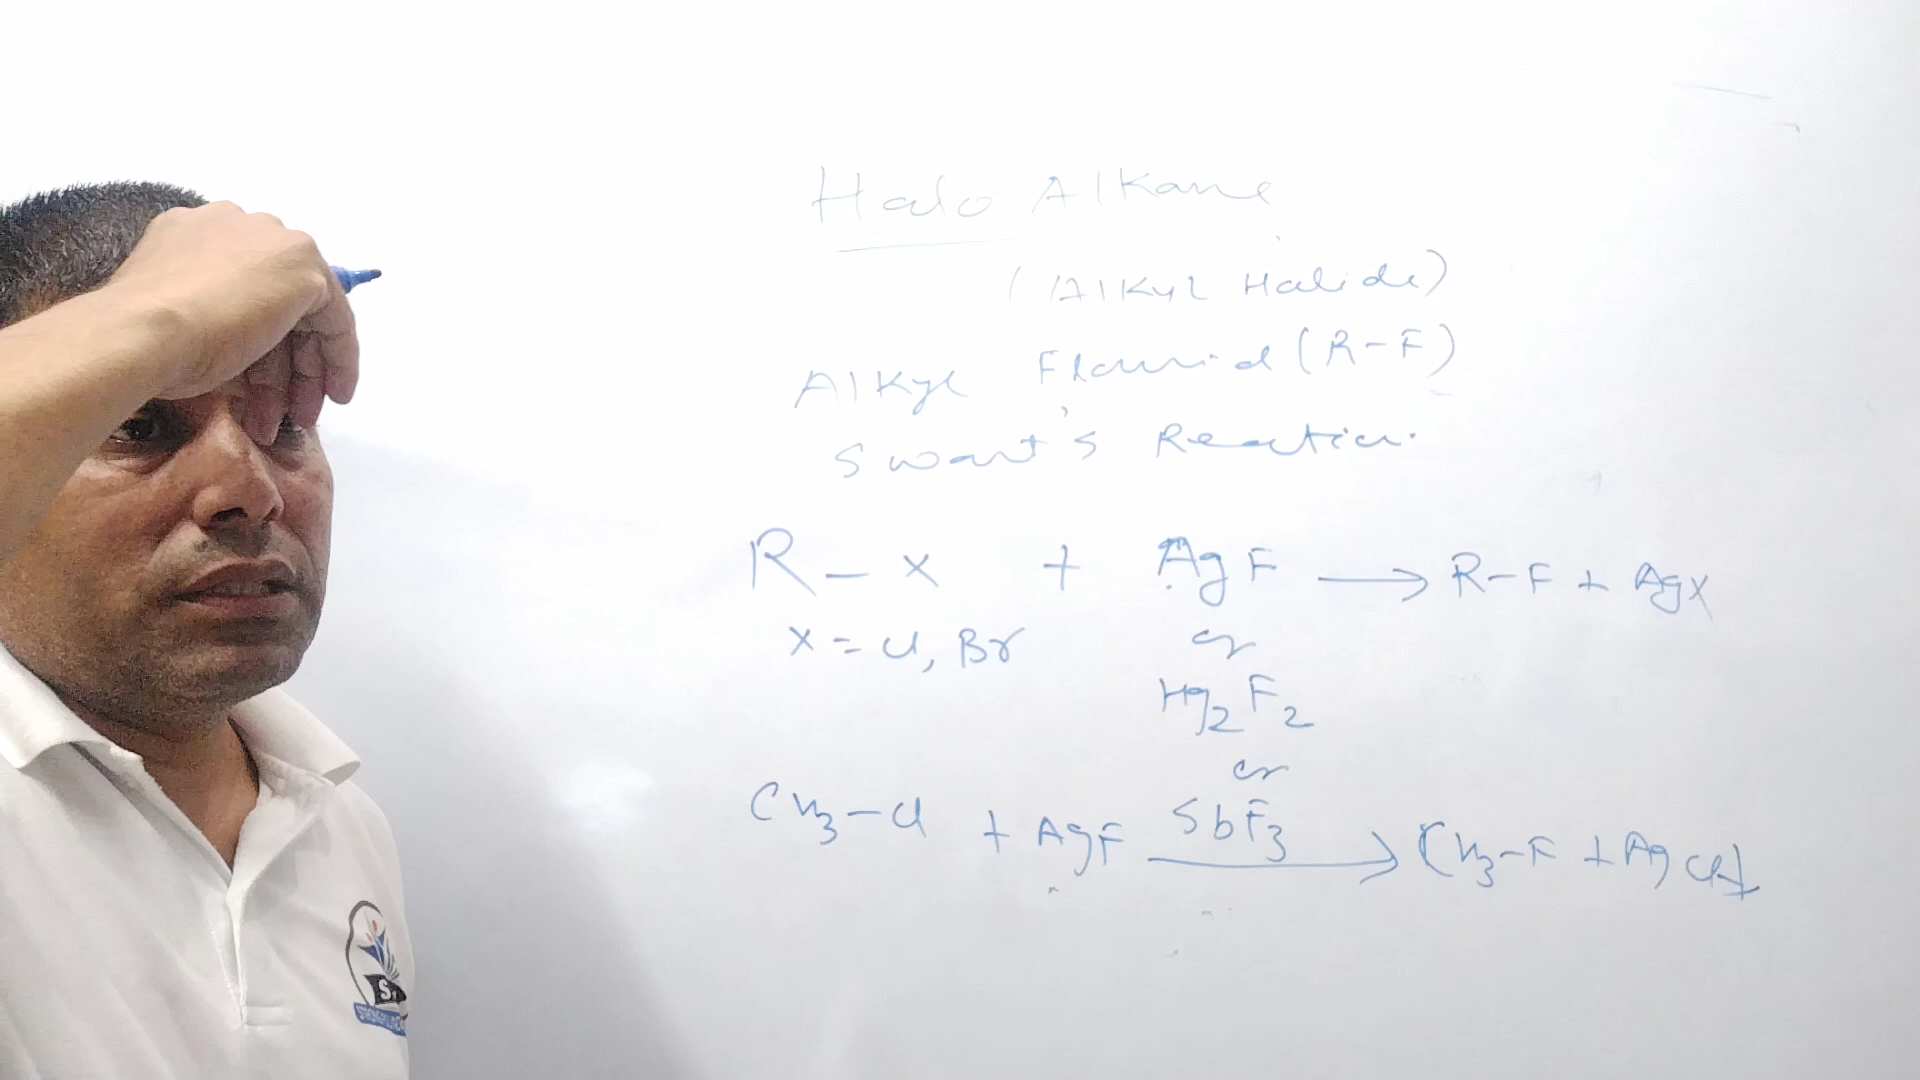 Halo Alkane
(Alkyl Halide)
Alkyl Flourid (R-F)
Swart's Reaction.
R - X + AgF → R-F + AgX
X = Cl, Br or
Hg2F2
or
SbF3
CH3-Cl + AgF → CH3-F + AgCl↓
S